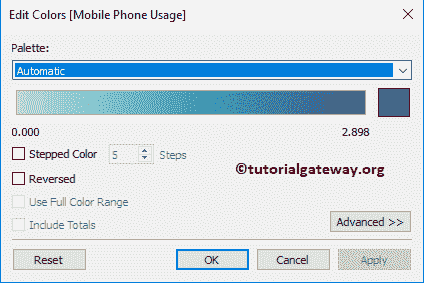 Edit Colors [Mobile Phone Usage]
Palette:
Automatic
0.000 2.898
Stepped Color 5 Steps
Reversed
©tutorialgateway.org
Use Full Color Range
Include Totals
Advanced >>
Reset OK Cancel Apply